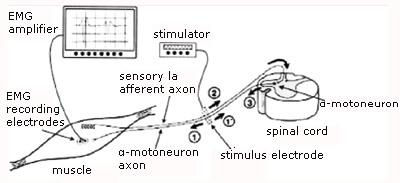 EMG
amplifier
stimulator
sensory Ia
afferent axon
EMG
recording
electrodes
muscle
α-motoneuron
axon
②
①
①'
③
α-motoneuron
spinal cord
stimulus electrode